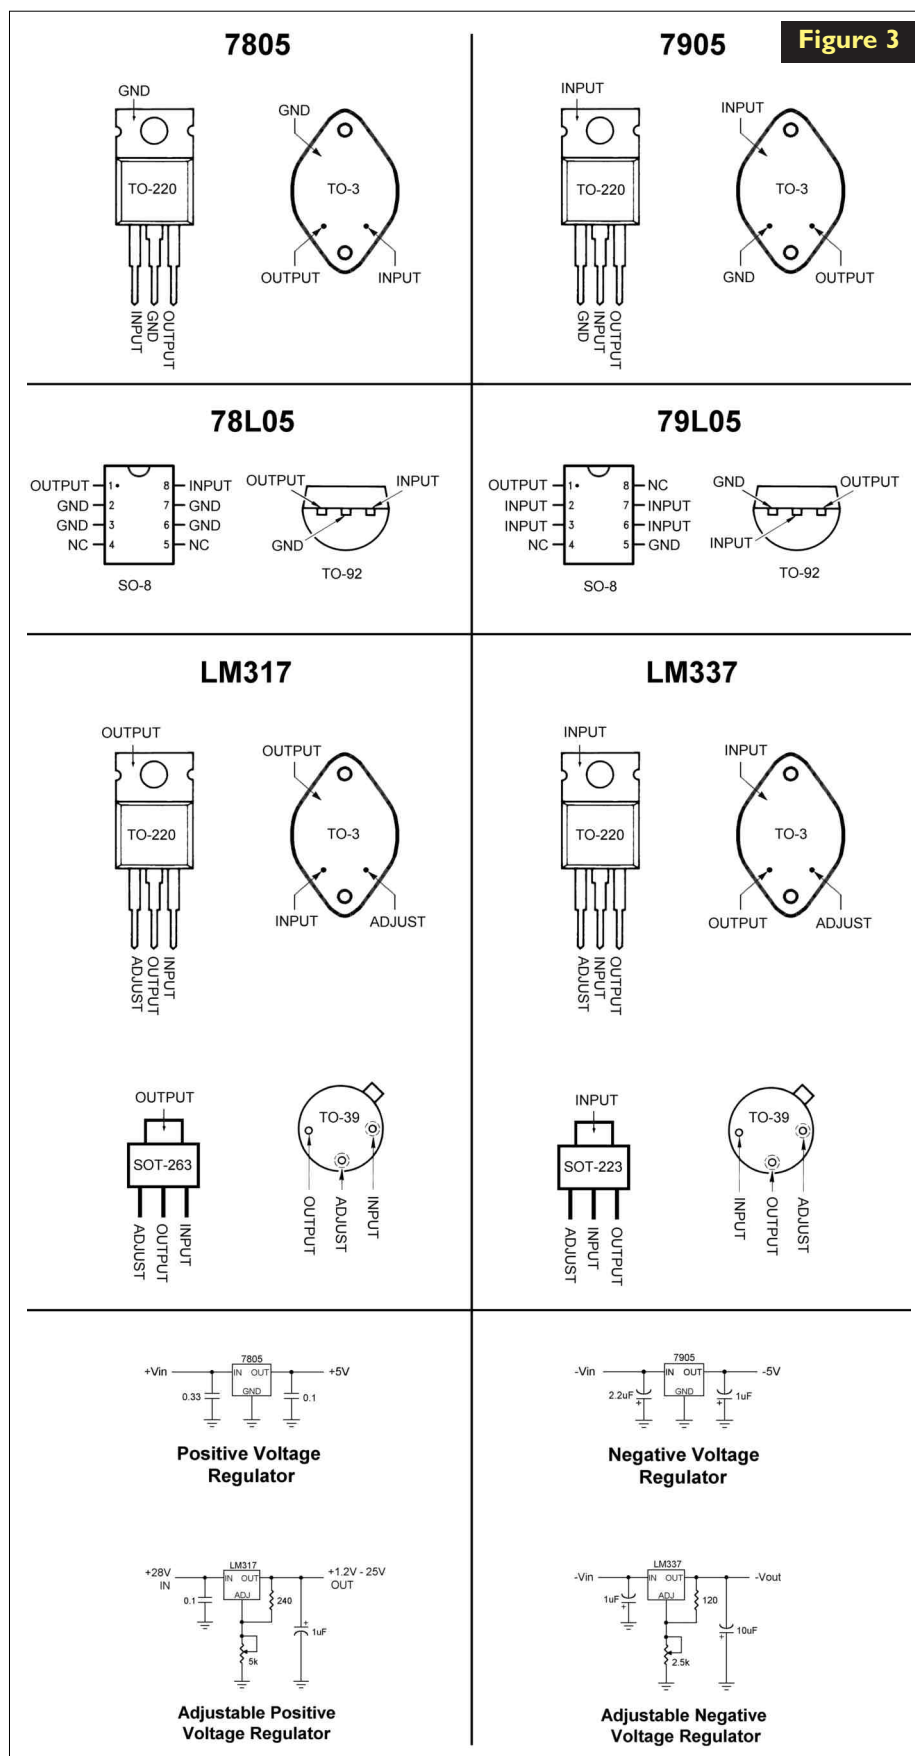 Figure 3
7805
GND
TO-220
INPUT
GND
OUTPUT
GND
TO-3
OUTPUT
INPUT
7905
INPUT
TO-220
GND
INPUT
OUTPUT
INPUT
TO-3
GND
OUTPUT
78L05
OUTPUT 1 8 INPUT
GND 2 7 GND
GND 3 6 GND
NC 4 5 NC
SO-8
OUTPUT
INPUT
GND
TO-92
79L05
OUTPUT 1 8 NC
INPUT 2 7 INPUT
INPUT 3 6 INPUT
NC 4 5 GND
SO-8
GND
OUTPUT
INPUT
TO-92
LM317
OUTPUT
TO-220
ADJUST
OUTPUT
INPUT
OUTPUT
TO-3
INPUT
ADJUST
OUTPUT
SOT-263
ADJUST
OUTPUT
INPUT
TO-39
OUTPUT
ADJUST
INPUT
LM337
INPUT
TO-220
ADJUST
INPUT
OUTPUT
INPUT
TO-3
OUTPUT
ADJUST
INPUT
SOT-223
ADJUST
INPUT
OUTPUT
TO-39
INPUT
OUTPUT
ADJUST
7805
+Vin IN OUT +5V
GND
0.33
0.1
Positive Voltage
Regulator
7905
-Vin IN OUT -5V
GND
2.2uF
+
1uF
+
Negative Voltage
Regulator
LM317
+28V
IN
IN OUT
ADJ
+1.2V - 25V
OUT
0.1
240
+
1uF
5k
Adjustable Positive
Voltage Regulator
LM337
-Vin IN OUT -Vout
ADJ
1uF
+
120
10uF
+
2.5k
Adjustable Negative
Voltage Regulator